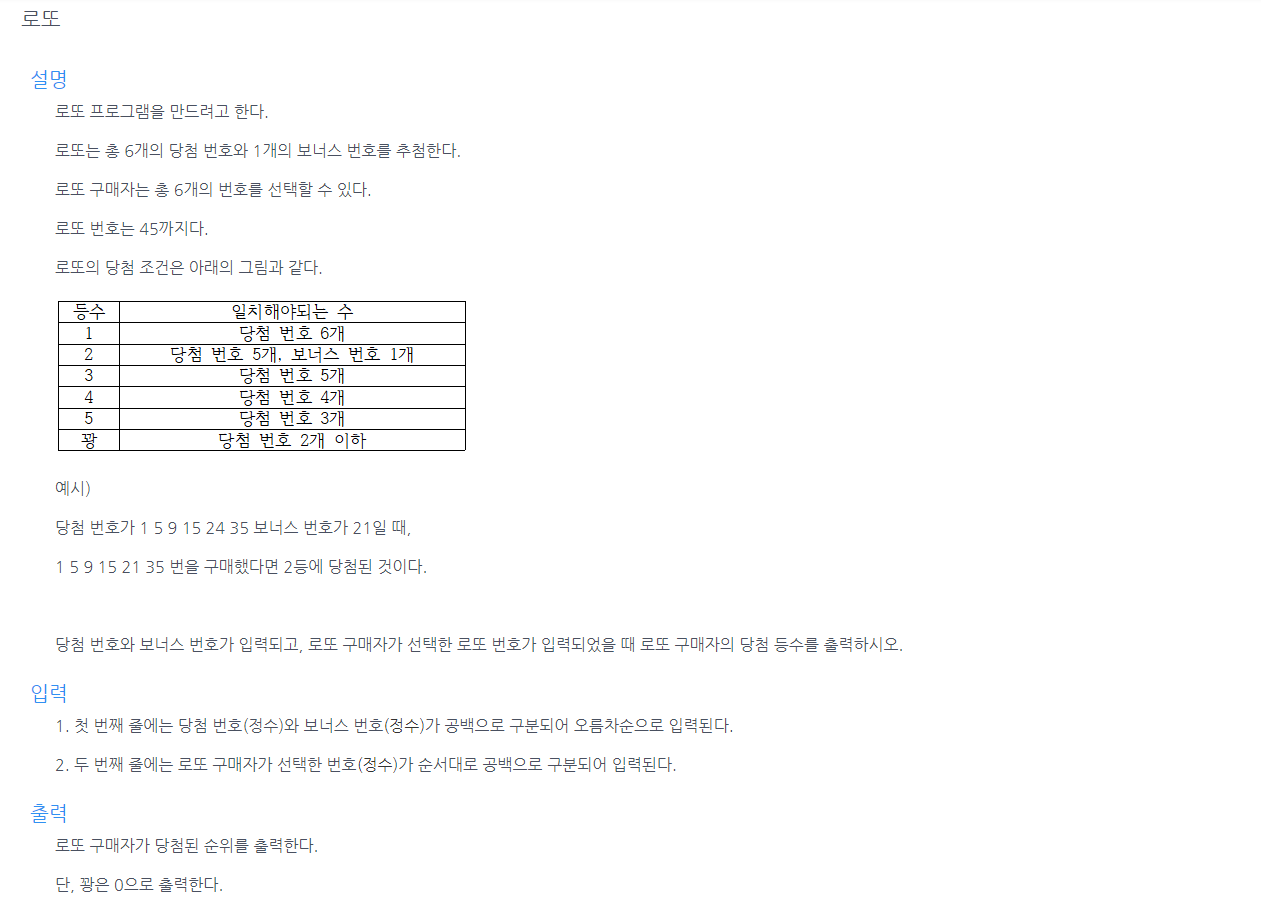 로또
설명
로또 프로그램을 만드려고 한다.
로또는 총 6개의 당첨 번호와 1개의 보너스 번호를 추첨한다.
로또 구매자는 총 6개의 번호를 선택할 수 있다.
로또 번호는 45까지다.
로또의 당첨 조건은 아래의 그림과 같다.
등수 일치해야되는 수
1 당첨 번호 6개
2 당첨 번호 5개, 보너스 번호 1개
3 당첨 번호 5개
4 당첨 번호 4개
5 당첨 번호 3개
꽝 당첨 번호 2개 이하
예시)
당첨 번호가 1 5 9 15 24 35 보너스 번호가 21일 때,
1 5 9 15 21 35 번을 구매했다면 2등에 당첨된 것이다.
당첨 번호와 보너스 번호가 입력되고, 로또 구매자가 선택한 로또 번호가 입력되었을 때 로또 구매자의 당첨 등수를 출력하시오.
입력
1. 첫 번째 줄에는 당첨 번호(정수)와 보너스 번호(정수)가 공백으로 구분되어 오름차순으로 입력된다.
2. 두 번째 줄에는 로또 구매자가 선택한 번호(정수)가 순서대로 공백으로 구분되어 입력된다.
출력
로또 구매자가 당첨된 순위를 출력한다.
단, 꽝은 0으로 출력한다.